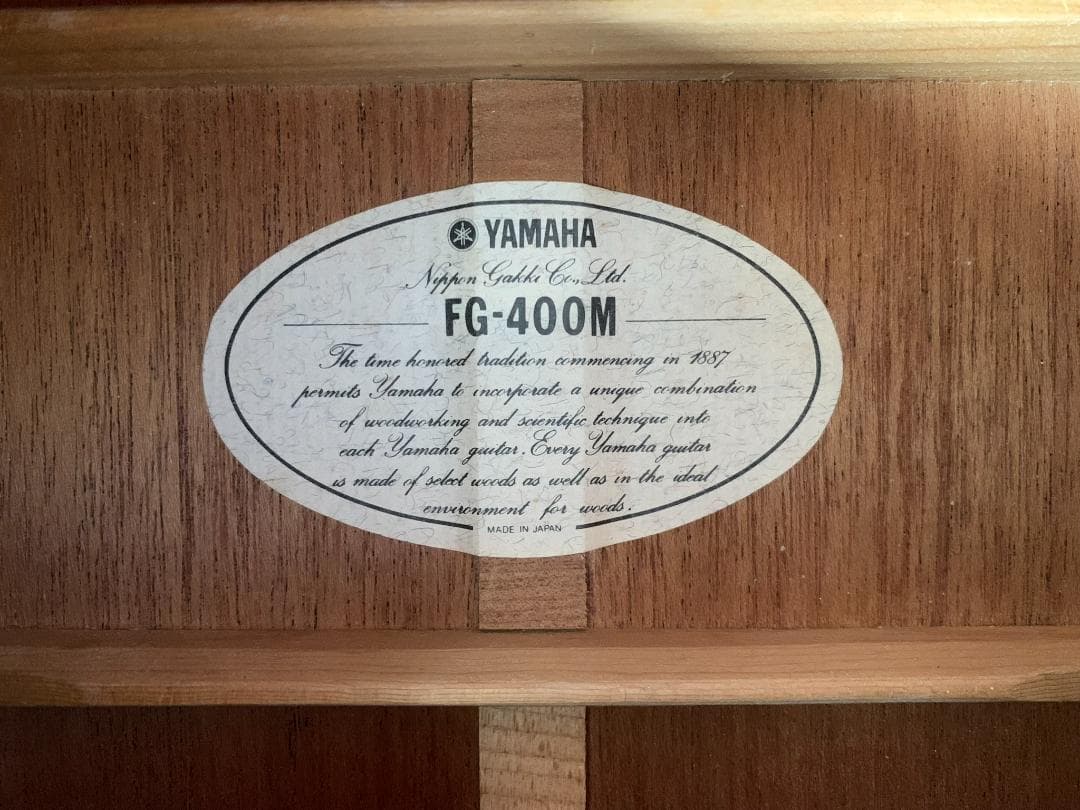 YAMAHA
Nippon Gakki Co., Ltd.
FG-400M
The time honored tradition commencing in 1887
permits Yamaha to incorporate a unique combination
of woodworking and scientific technique into
each Yamaha guitar. Every Yamaha guitar
is made of select woods as well as in the ideal
environment for woods.
MADE IN JAPAN